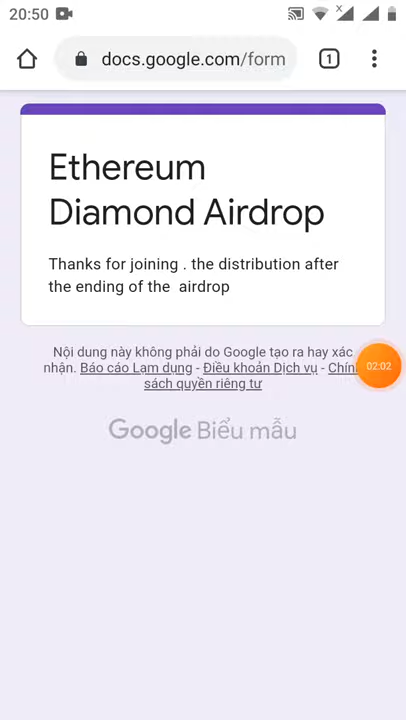 20:50
docs.google.com/form
1
Ethereum
Diamond Airdrop
Thanks for joining . the distribution after
the ending of the  airdrop
Nội dung này không phải do Google tạo ra hay xác
nhận. Báo cáo Lạm dụng - Điều khoản Dịch vụ - Chính
sách quyền riêng tư
02:02
Google Biểu mẫu